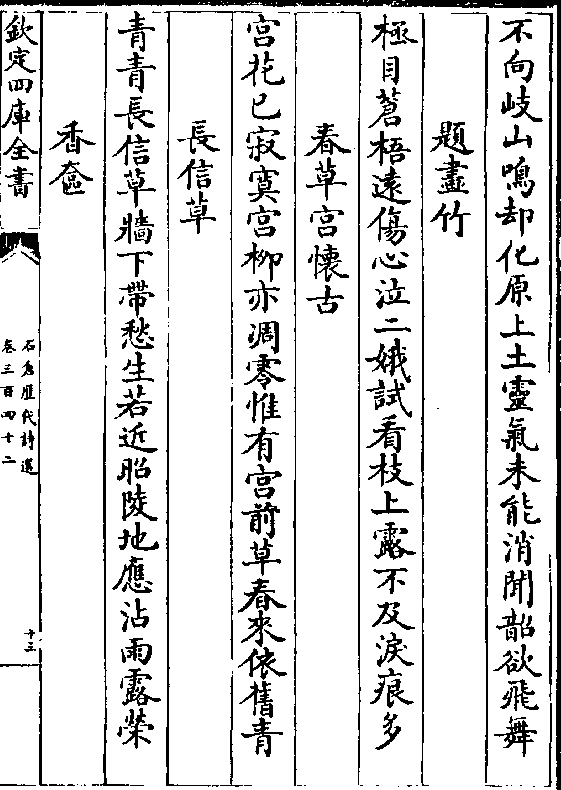 不向岐山鳴却化原上土靈氣未能消聞韶欲飛舞
題畫竹
極目蒼梧遠傷心泣二娥試看枝上露不及淚痕多
春草宮懷古
宮花已寂寞宮柳亦凋零惟有宮前草春來依舊青
長信草
青青長信草牆下帶愁生若近昭陵地應沾雨露榮
香奩
欽定四庫全書
石倉歷代詩選
卷三百四十二
十三